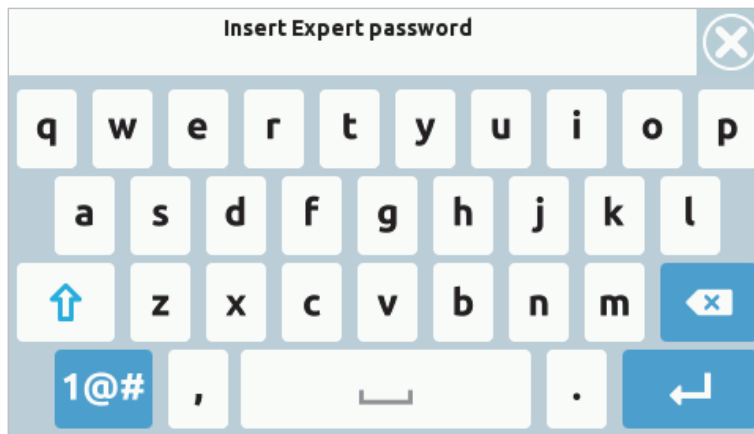 Insert Expert password
q w e r t y u i o p
a s d f g h j k l
z x c v b n m
1@# , .